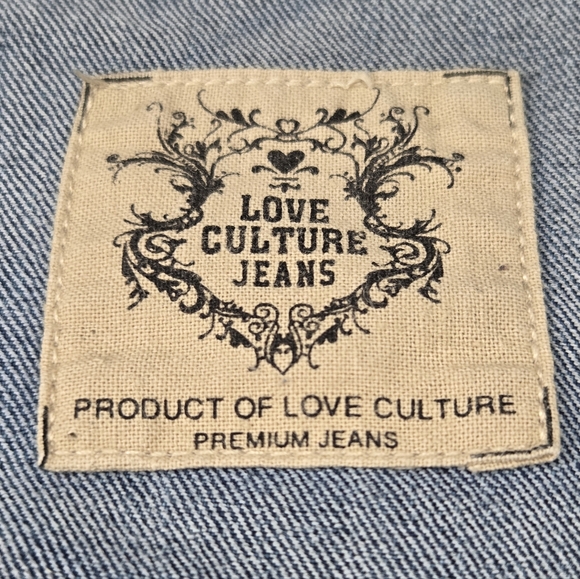 LOVE
CULTURE
JEANS
PRODUCT OF LOVE CULTURE
PREMIUM JEANS